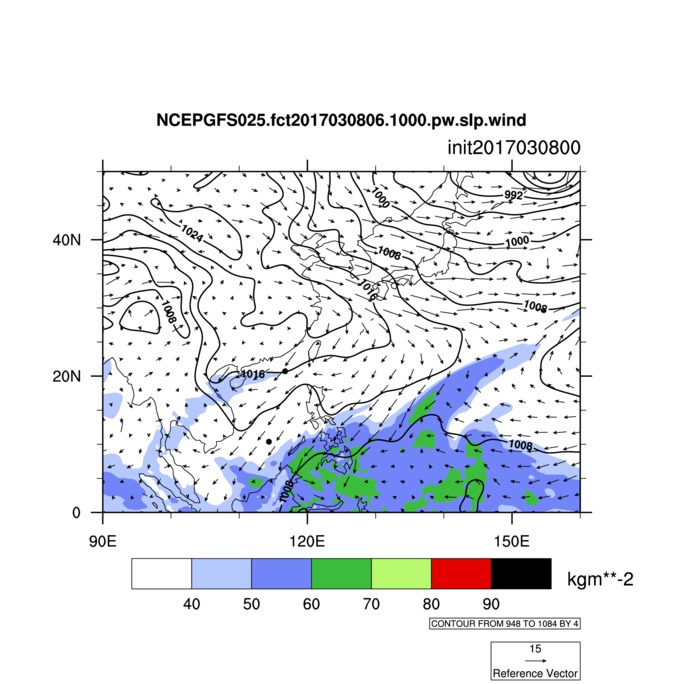 NCEPGFS025.fct2017030806.1000.pw.slp.wind
init2017030800
1000
992
1024
40N
1000
1008
1016
1008
1008
20N
1016
1008
1008
0
90E 120E 150E
kgm**-2
40 50 60 70 80 90
CONTOUR FROM 948 TO 1084 BY 4
15
Reference Vector